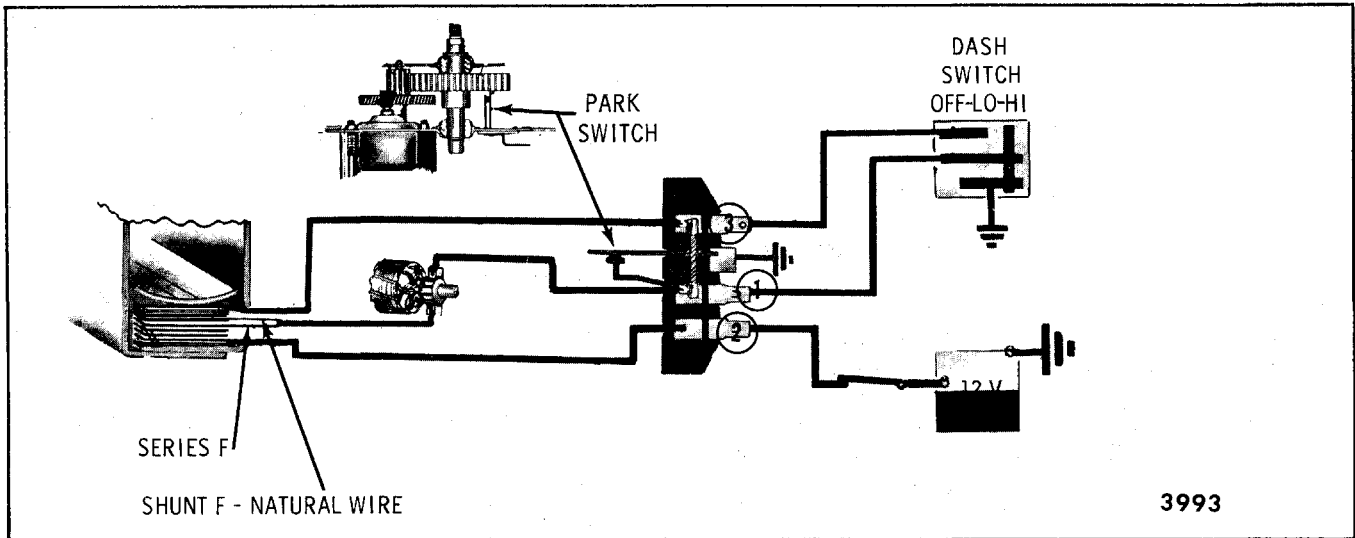 DASH
SWITCH
OFF-LO-HI
PARK
SWITCH
3
1
2
12 V
SERIES F
SHUNT F - NATURAL WIRE
3993